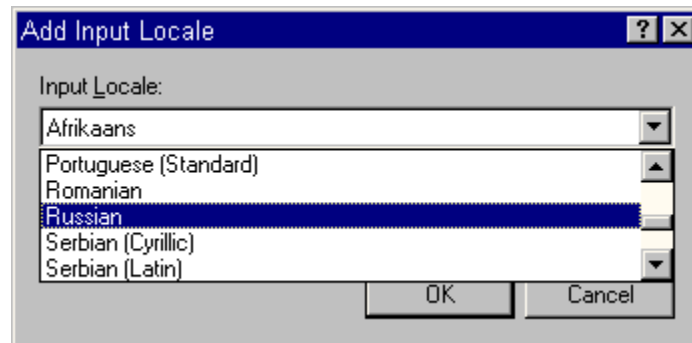 Add Input Locale
Input Locale:
Afrikaans
Portuguese (Standard)
Romanian
Russian
Serbian (Cyrillic)
Serbian (Latin)
OK Cancel